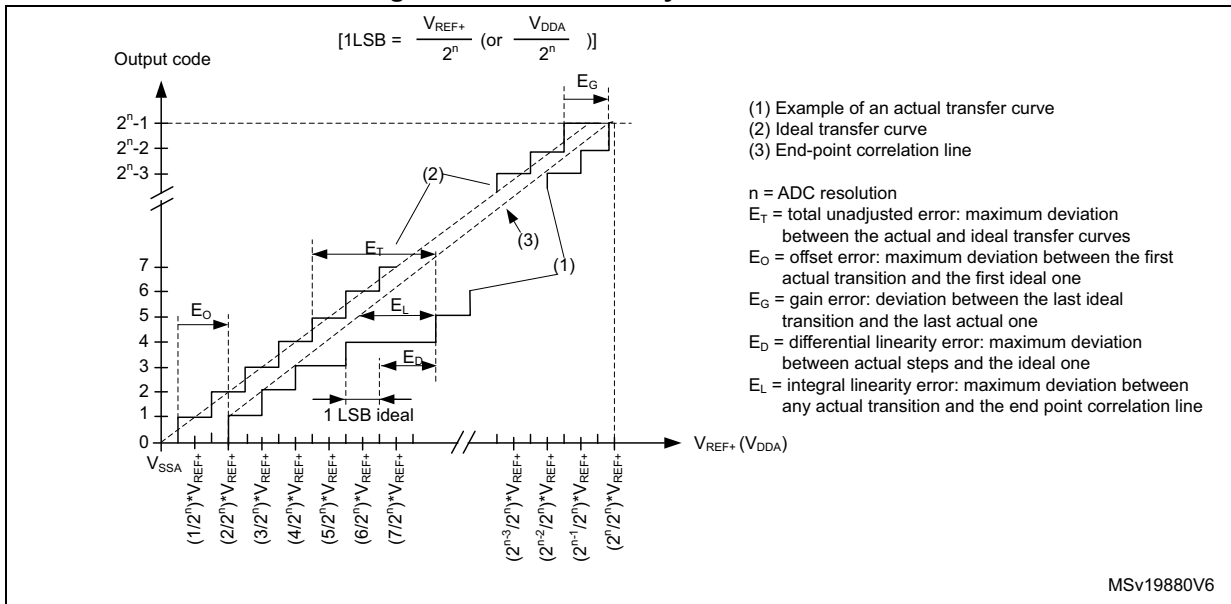 [1LSB = V_REF+ / 2^n (or V_DDA / 2^n )]
Output code
E_G
2^n-1
2^n-2
2^n-3
(2)
(3)
(1)
7
6
5
4
3
2
1
0
E_T
E_O
E_L
E_D
1 LSB ideal
V_SSA
(1/2^n)*V_REF+
(2/2^n)*V_REF+
(3/2^n)*V_REF+
(4/2^n)*V_REF+
(5/2^n)*V_REF+
(6/2^n)*V_REF+
(7/2^n)*V_REF+
(2^n-3/2^n)*V_REF+
(2^n-2/2^n)*V_REF+
(2^n-1/2^n)*V_REF+
(2^n/2^n)*V_REF+
V_REF+ (V_DDA)
(1) Example of an actual transfer curve
(2) Ideal transfer curve
(3) End-point correlation line
n = ADC resolution
E_T = total unadjusted error: maximum deviation
between the actual and ideal transfer curves
E_O = offset error: maximum deviation between the first
actual transition and the first ideal one
E_G = gain error: deviation between the last ideal
transition and the last actual one
E_D = differential linearity error: maximum deviation
between actual steps and the ideal one
E_L = integral linearity error: maximum deviation between
any actual transition and the end point correlation line
MSv19880V6